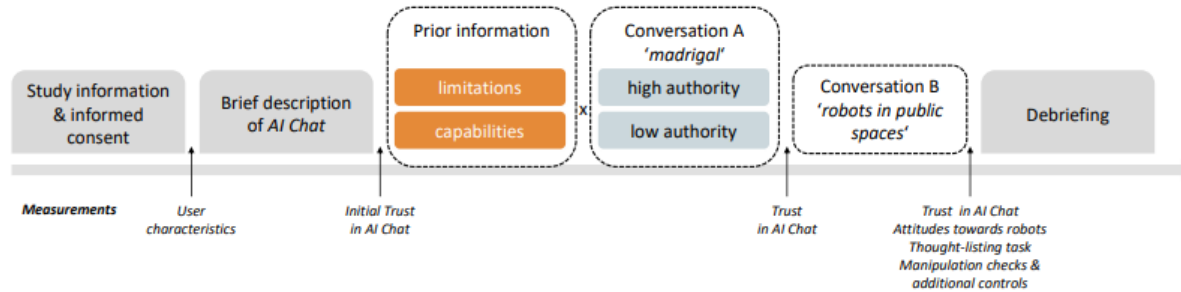 Study information
& informed
consent
Brief description
of AI Chat
Prior information
limitations
capabilities
x
Conversation A
‘madrigal’
high authority
low authority
Conversation B
‘robots in public
spaces‘
Debriefing
Measurements
User
characteristics
Initial Trust
in AI Chat
Trust
in AI Chat
Trust in AI Chat
Attitudes towards robots
Thought-listing task
Manipulation checks &
additional controls